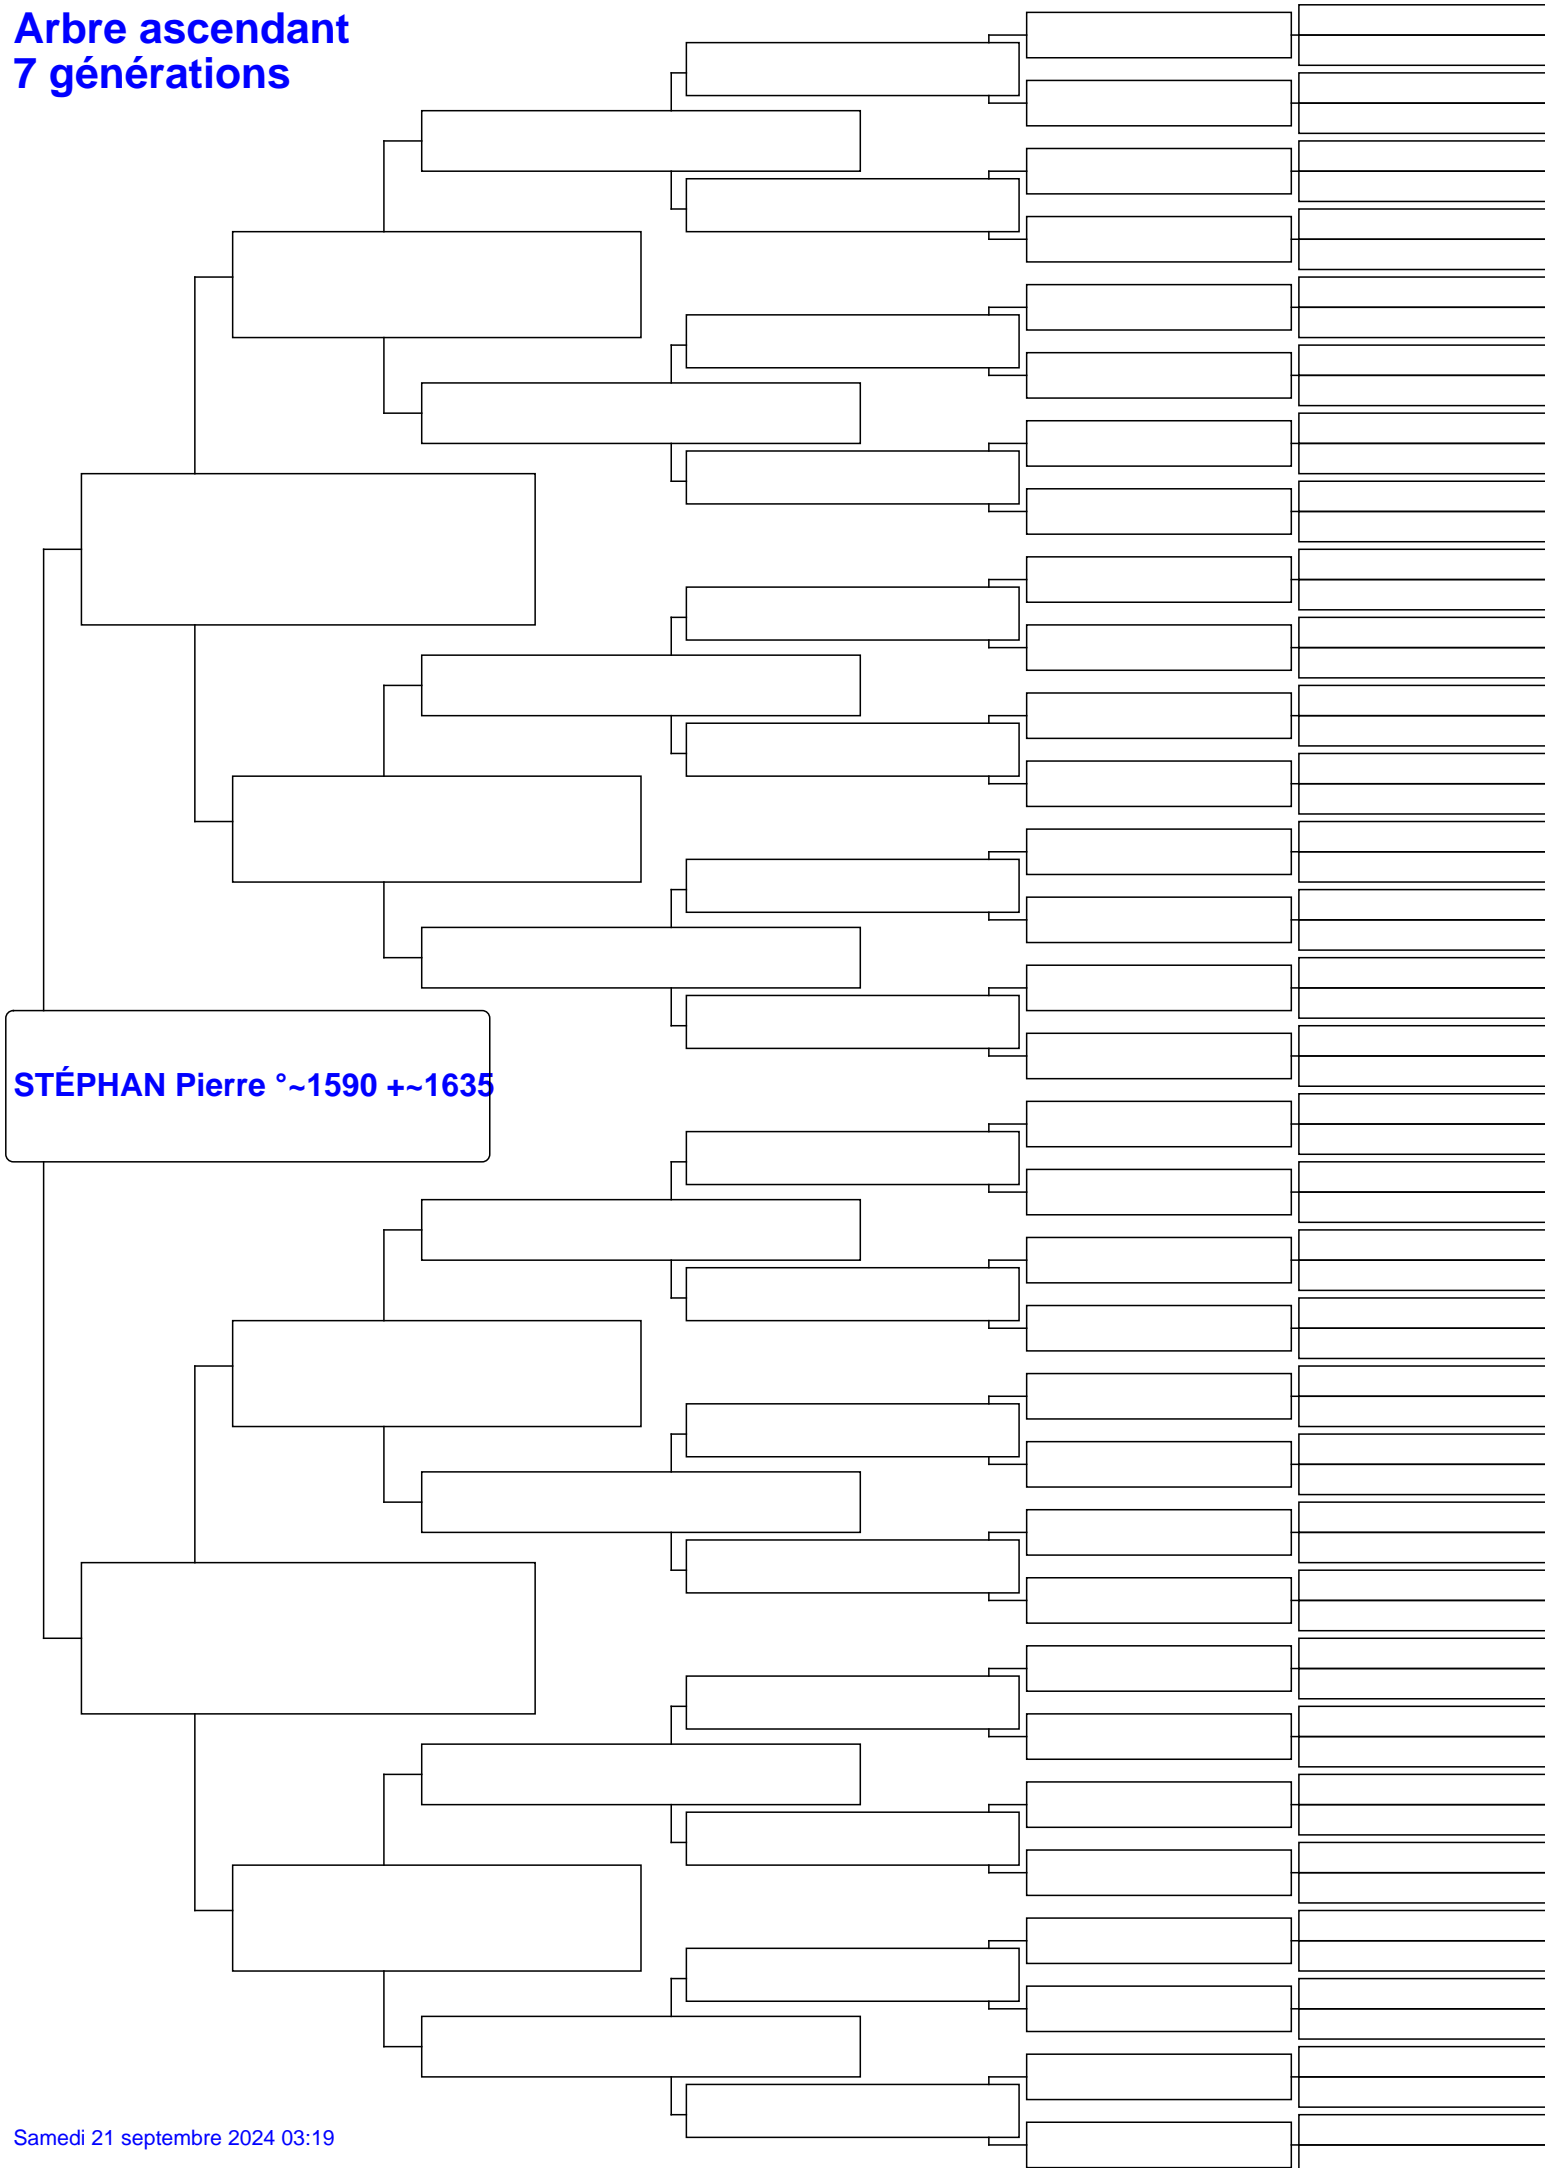 Arbre ascendant
7 générations
STÉPHAN Pierre °~1590 +~1635
Samedi 21 septembre 2024 03:19